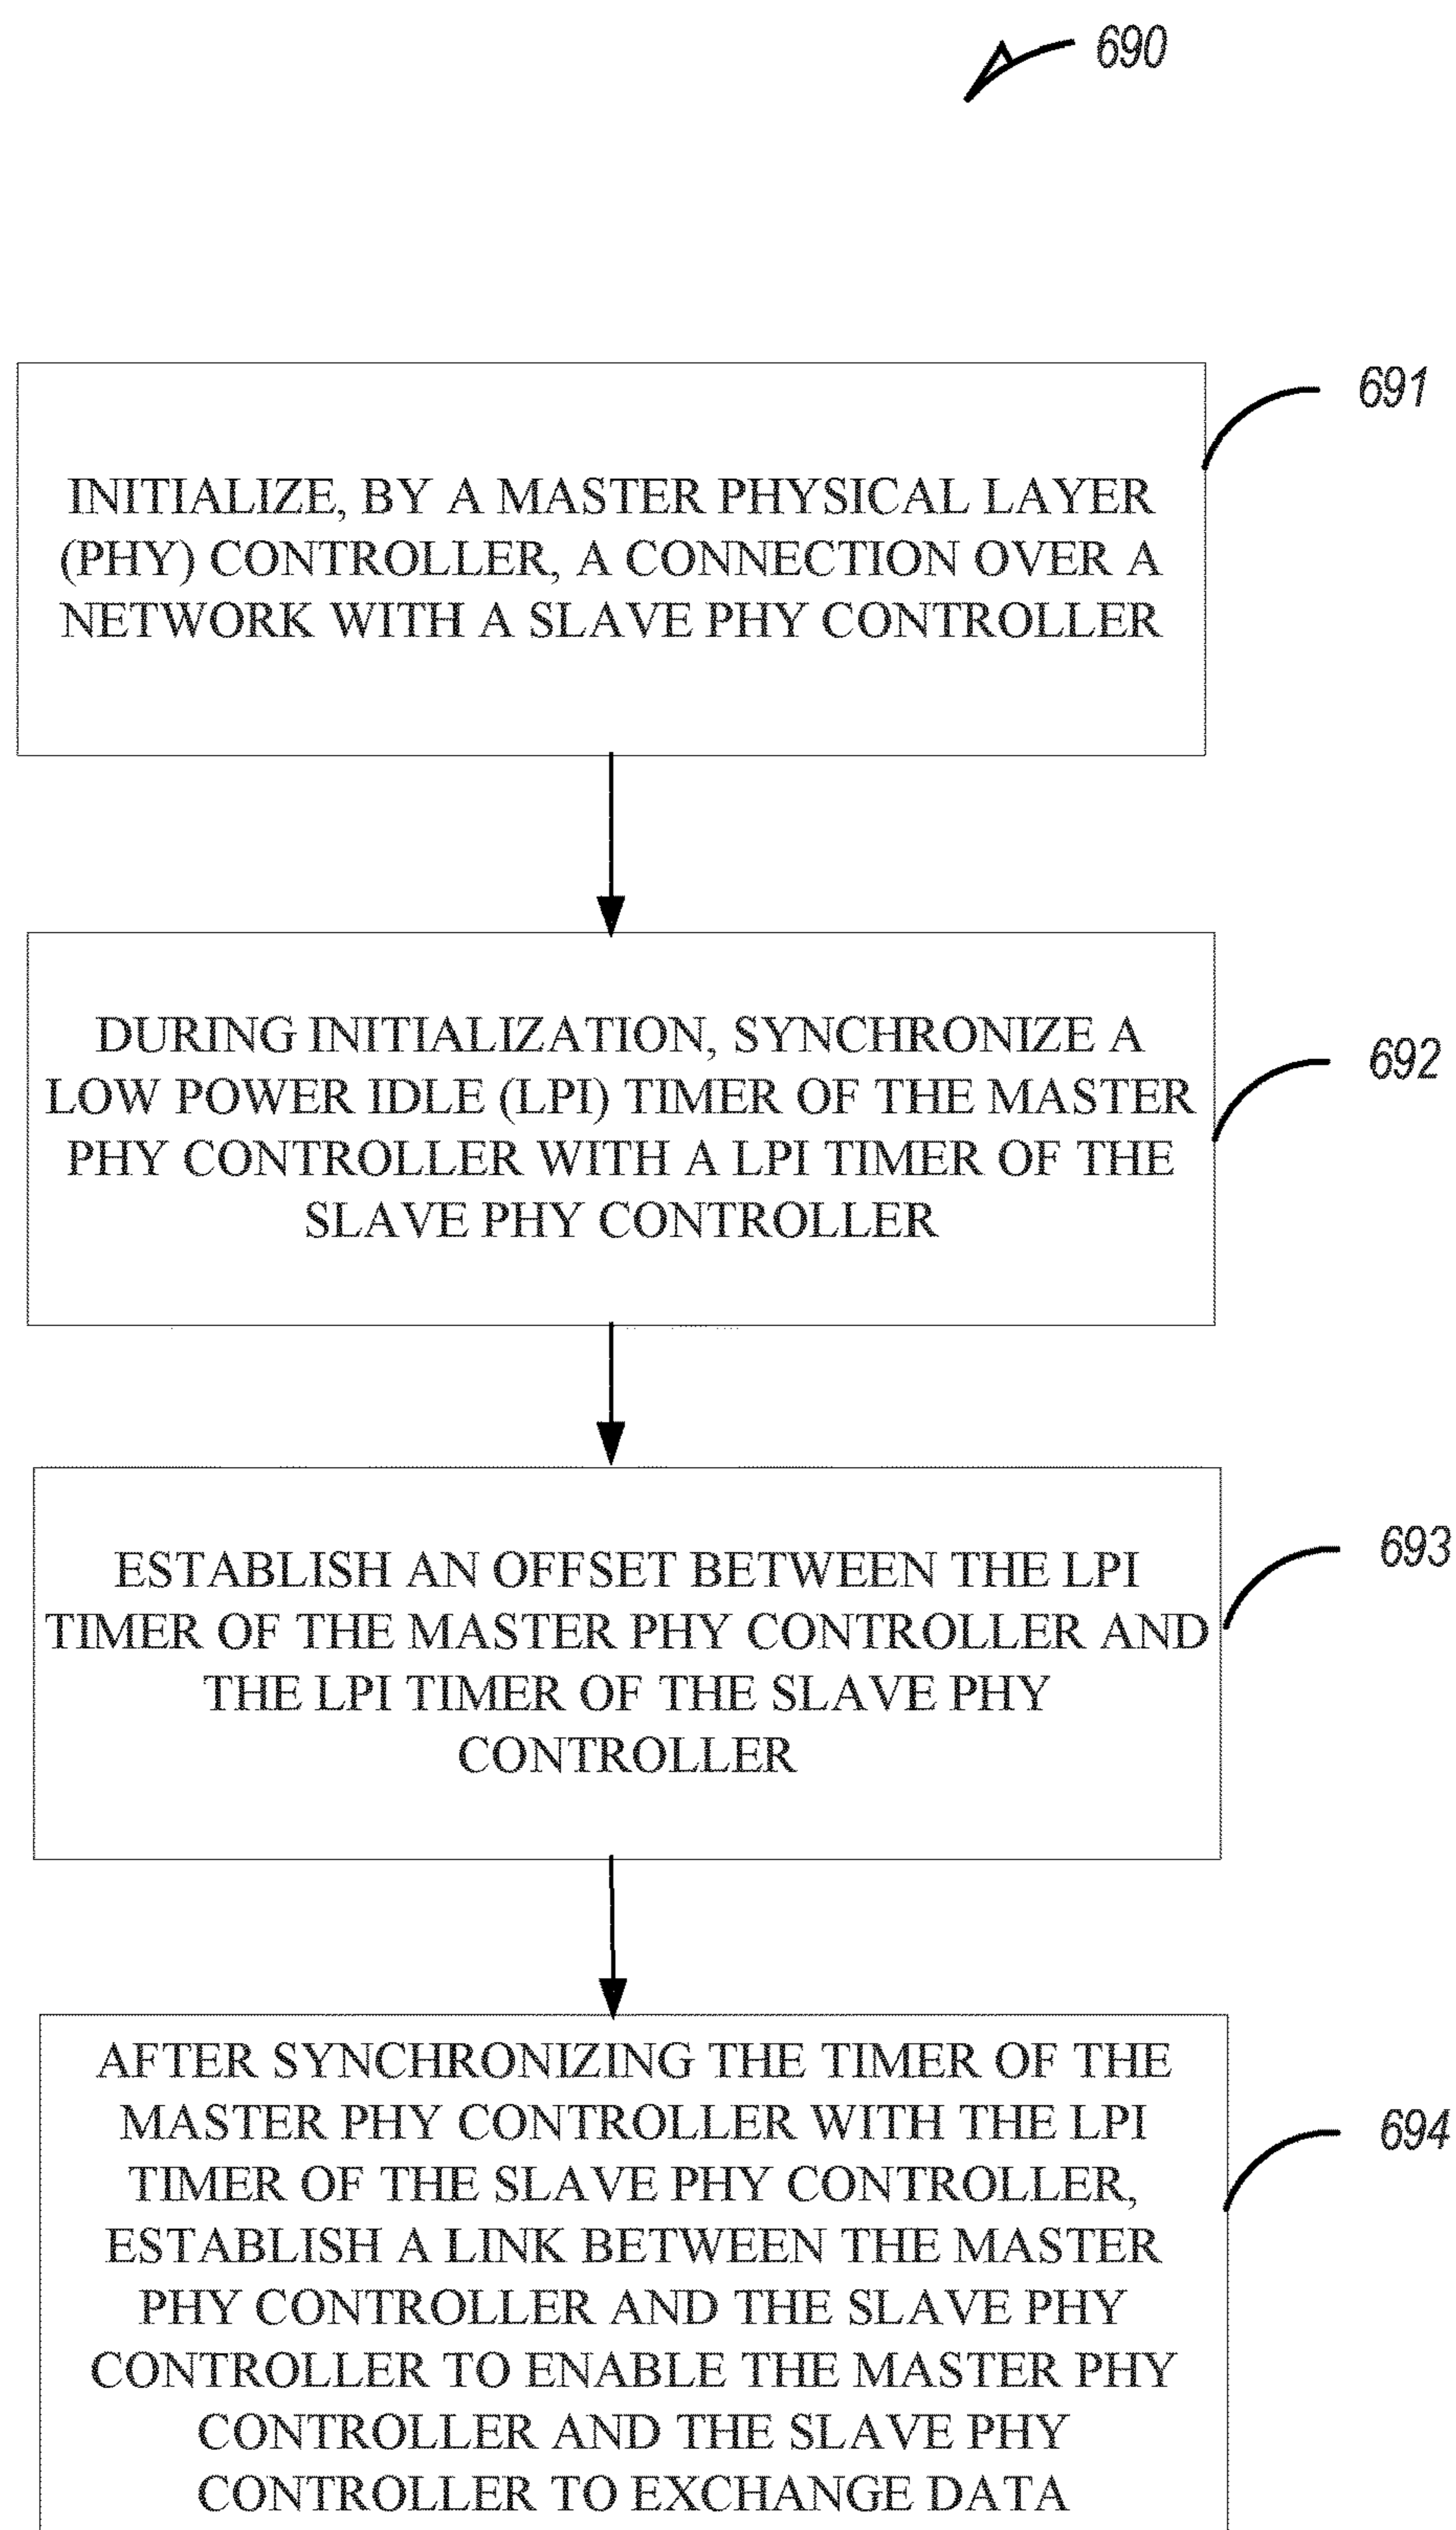 690
691
INITIALIZE, BY A MASTER PHYSICAL LAYER
(PHY) CONTROLLER, A CONNECTION OVER A
NETWORK WITH A SLAVE PHY CONTROLLER
692
DURING INITIALIZATION, SYNCHRONIZE A
LOW POWER IDLE (LPI) TIMER OF THE MASTER
PHY CONTROLLER WITH A LPI TIMER OF THE
SLAVE PHY CONTROLLER
693
ESTABLISH AN OFFSET BETWEEN THE LPI
TIMER OF THE MASTER PHY CONTROLLER AND
THE LPI TIMER OF THE SLAVE PHY
CONTROLLER
694
AFTER SYNCHRONIZING THE TIMER OF THE
MASTER PHY CONTROLLER WITH THE LPI
TIMER OF THE SLAVE PHY CONTROLLER,
ESTABLISH A LINK BETWEEN THE MASTER
PHY CONTROLLER AND THE SLAVE PHY
CONTROLLER TO ENABLE THE MASTER PHY
CONTROLLER AND THE SLAVE PHY
CONTROLLER TO EXCHANGE DATA